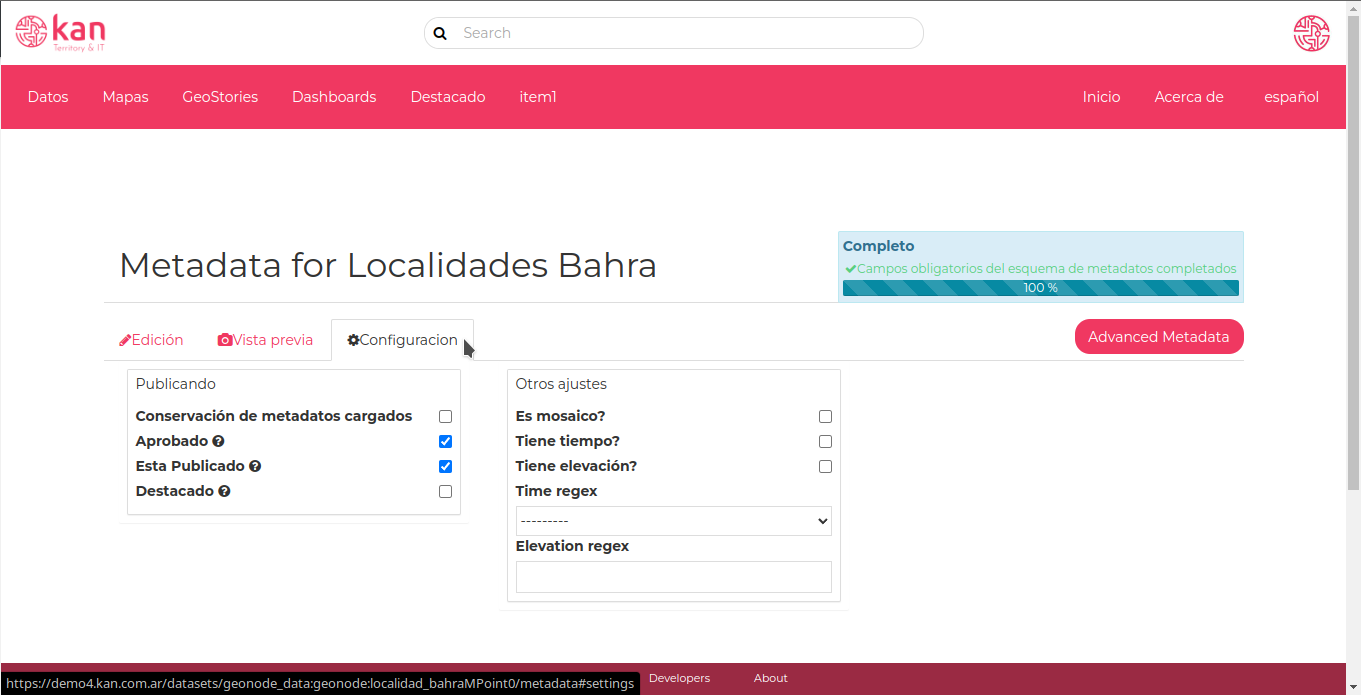 kan
Territory & IT
Search
Datos Mapas GeoStories Dashboards Destacado item1 Inicio Acerca de español
Metadata for Localidades Bahra
Completo
Campos obligatorios del esquema de metadatos completados
100 %
Edición Vista previa Configuracion Advanced Metadata
Publicando
Conservación de metadatos cargados
Aprobado
Esta Publicado
Destacado
Otros ajustes
Es mosaico?
Tiene tiempo?
Tiene elevación?
Time regex
---------
Elevation regex
https://demo4.kan.com.ar/datasets/geonode_data:geonode:localidad_bahraMPoint0/metadata#settings Developers About